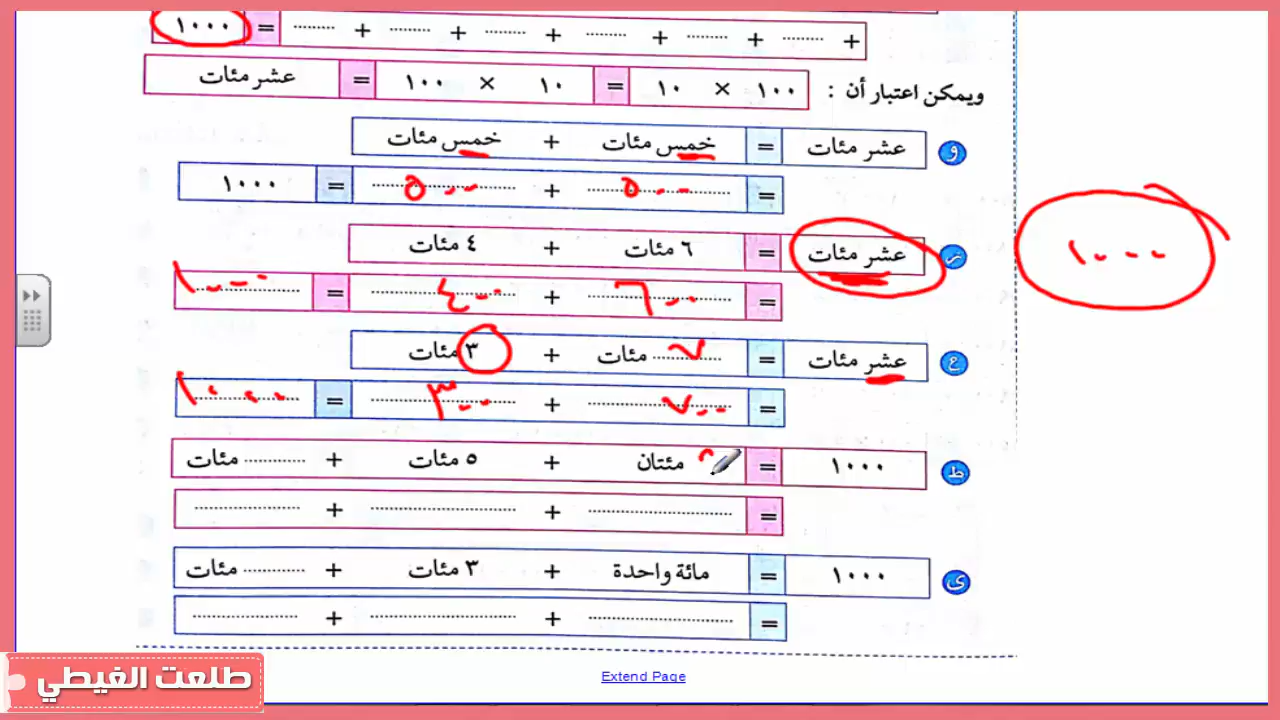 + ........ + ........ + ........ + ........ + ........ + ........ = ١٠٠٠
ويمكن اعتبار أن : ١٠٠ × ١٠ = ١٠ × ١٠٠ = عشر مئات
و عشر مئات = خمس مئات + خمس مئات
= ٥٠٠ + ٥٠٠ = ١٠٠٠
عشر مئات = ٦ مئات + ٤ مئات
١٠٠٠
= ٦٠٠ + ٤٠٠ = ١٠٠٠
ع عشر مئات = ٧ مئات + ٣ مئات
= ٧٠٠ + ٣٠٠ = ١٠٠٠
ط ١٠٠٠ = مئتان + ٥ مئات + ........ مئات
= ........ + ........ + ........
ى ١٠٠٠ = مائة واحدة + ٣ مئات + ........ مئات
= ........ + ........ + ........
Extend Page
طلعت الغيطي